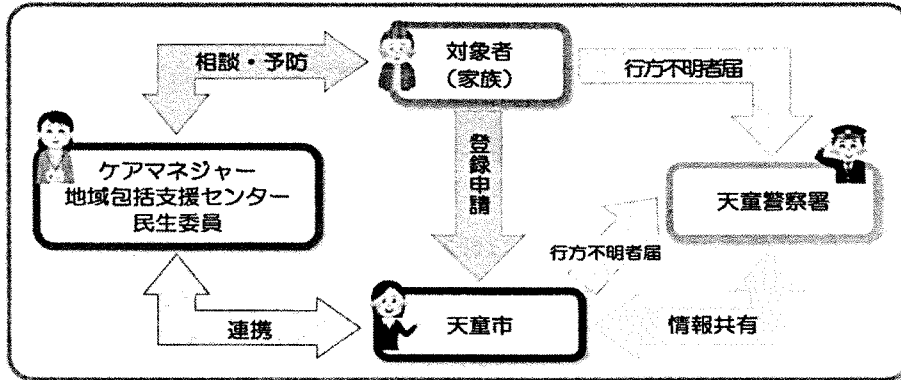 相談・予防
対象者
(家族)
行方不明者届
ケアマネジャー
地域包括支援センター
民生委員
登録申請
天童警察署
行方不明者届
連携
天童市
情報共有